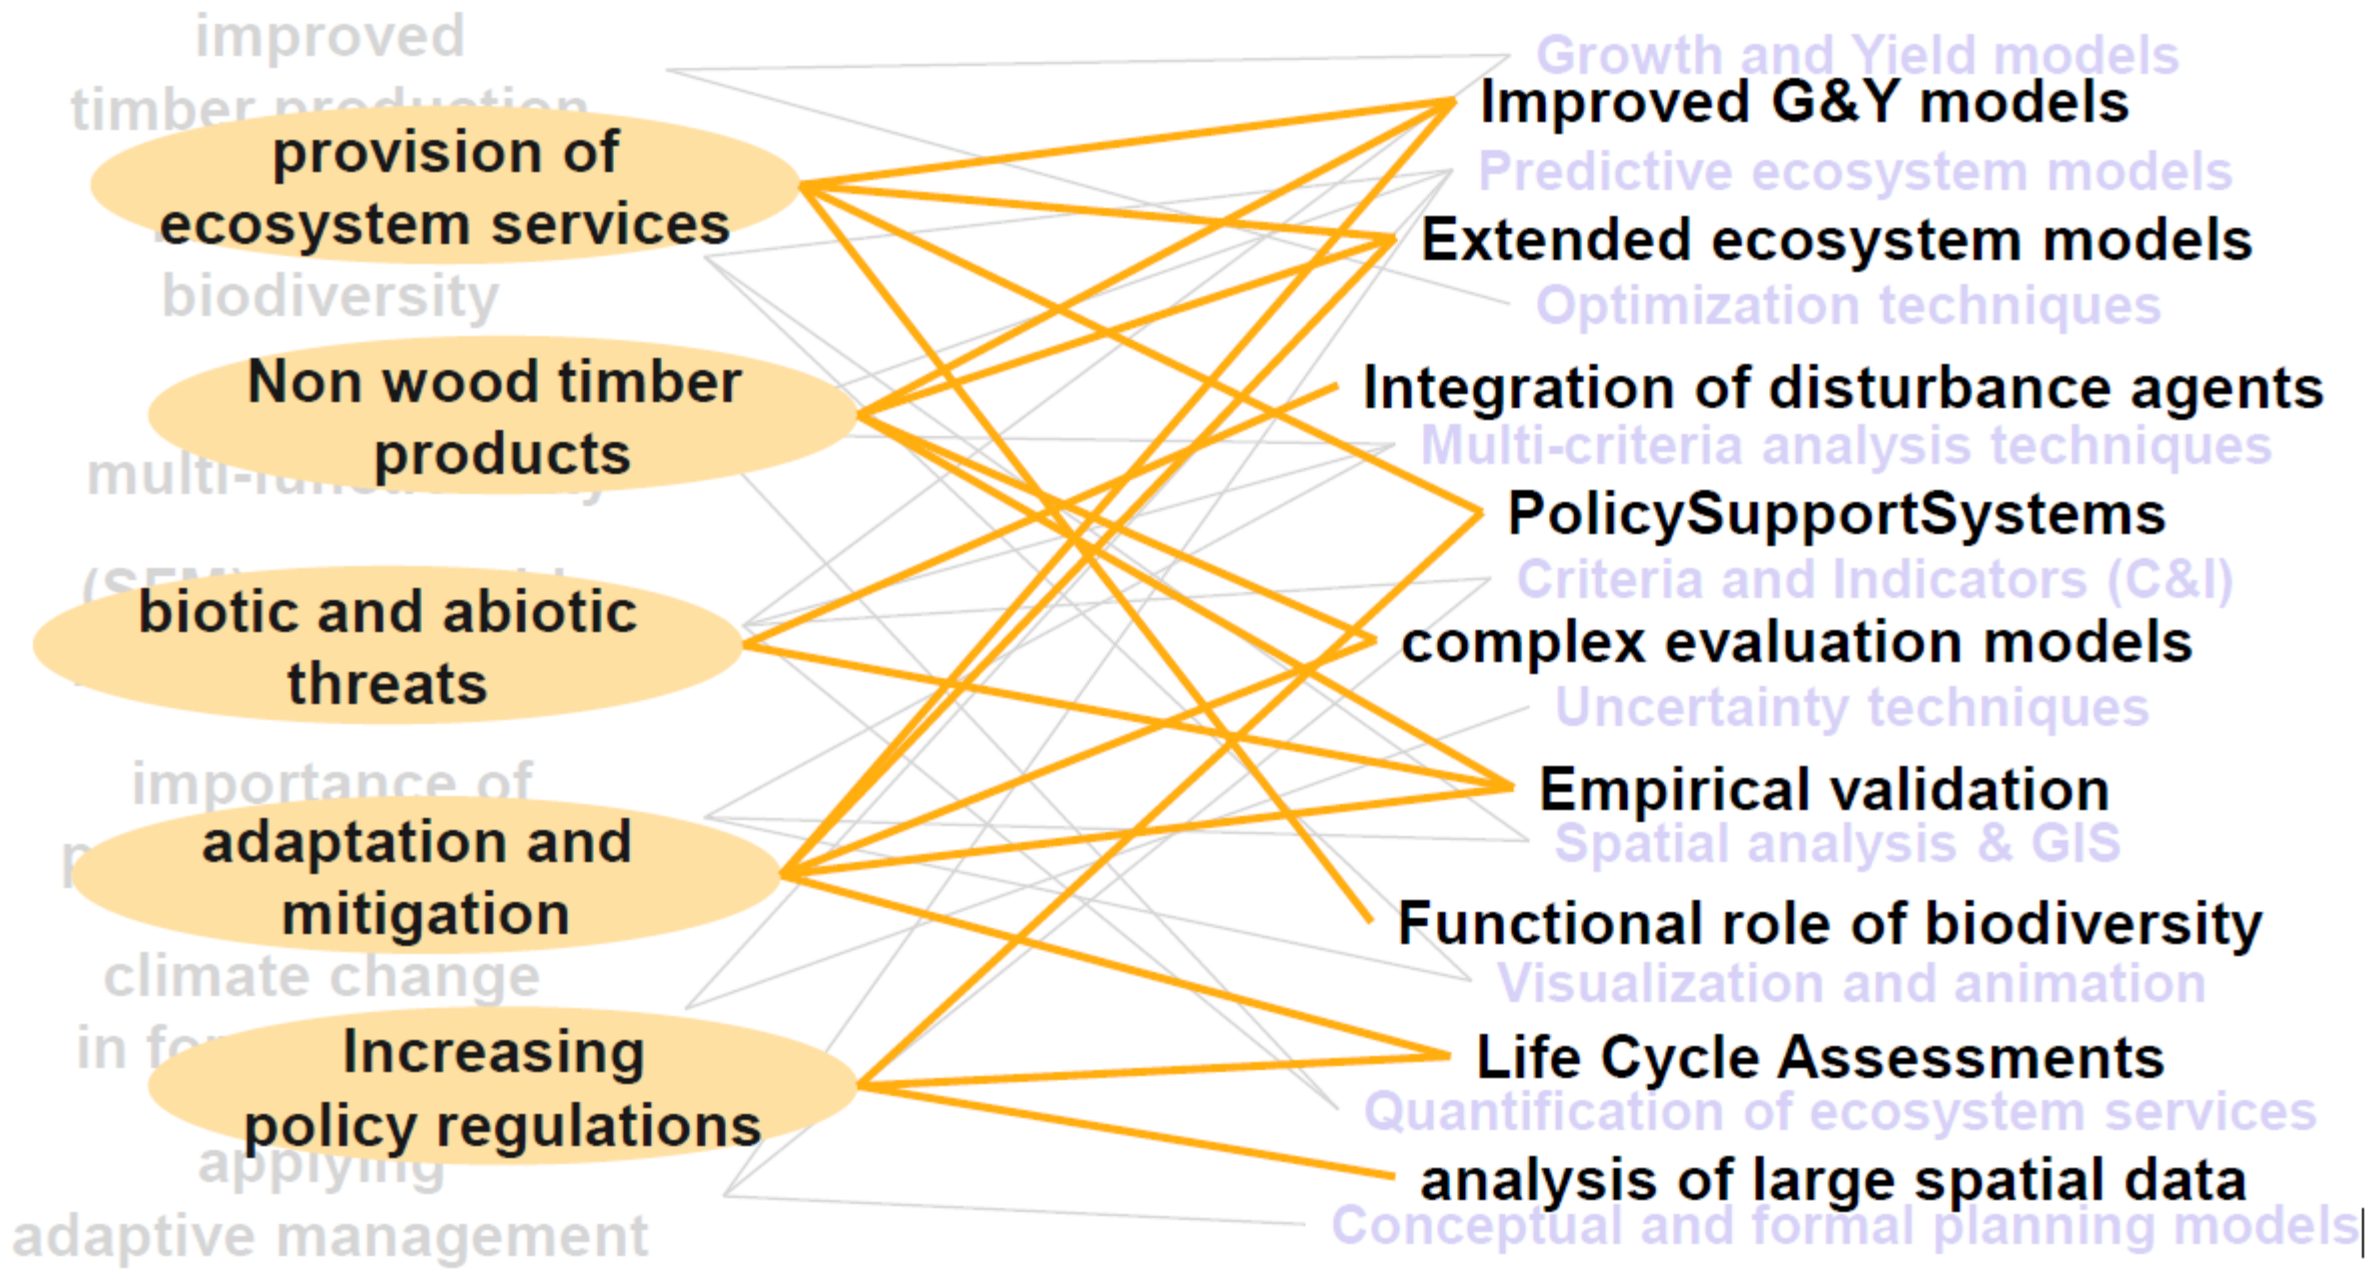 improved
timber production
provision of
ecosystem services
biodiversity
Non wood timber
products
biotic and abiotic
threats
importance of
adaptation and
mitigation
climate change
Increasing
policy regulations
applying
adaptive management
Growth and Yield models
Improved G&Y models
Predictive ecosystem models
Extended ecosystem models
Optimization techniques
Integration of disturbance agents
Multi-criteria analysis techniques
PolicySupportSystems
Criteria and Indicators (C&I)
complex evaluation models
Uncertainty techniques
Empirical validation
Spatial analysis & GIS
Functional role of biodiversity
Visualization and animation
Life Cycle Assessments
Quantification of ecosystem services
analysis of large spatial data
Conceptual and formal planning models